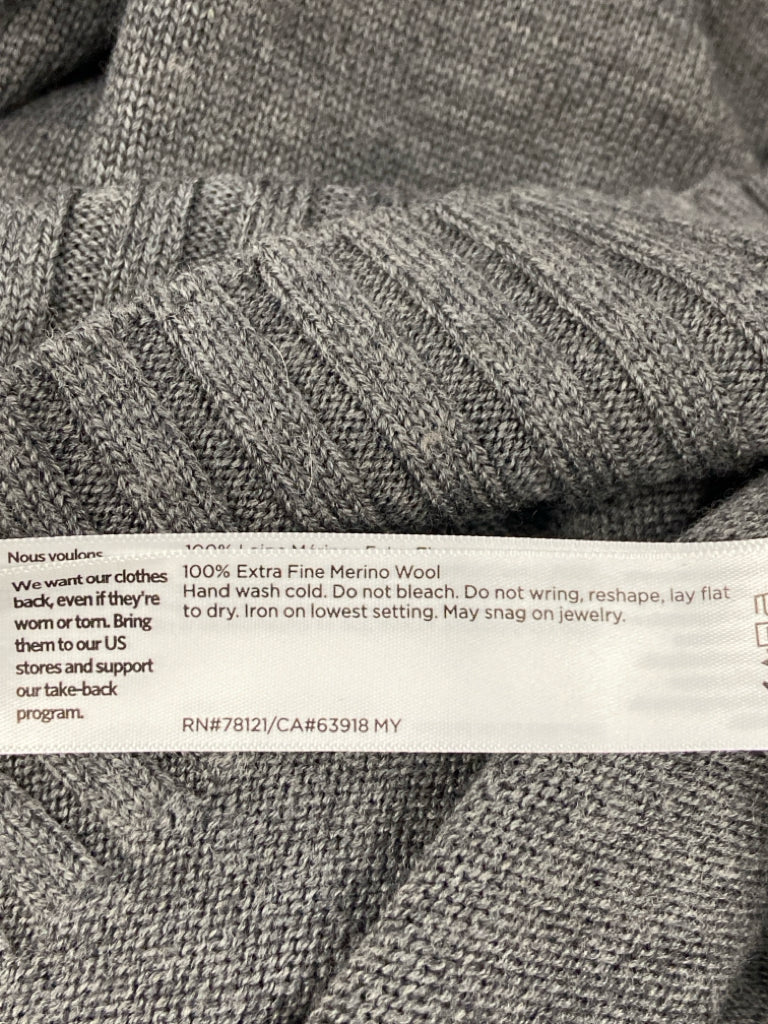 Nous voulons
We want our clothes
back, even if they're
worn or torn. Bring
them to our US
stores and support
our take-back
program.
100% Extra Fine Merino Wool
Hand wash cold. Do not bleach. Do not wring, reshape, lay flat
to dry. Iron on lowest setting. May snag on jewelry.
RN#78121/CA#63918 MY